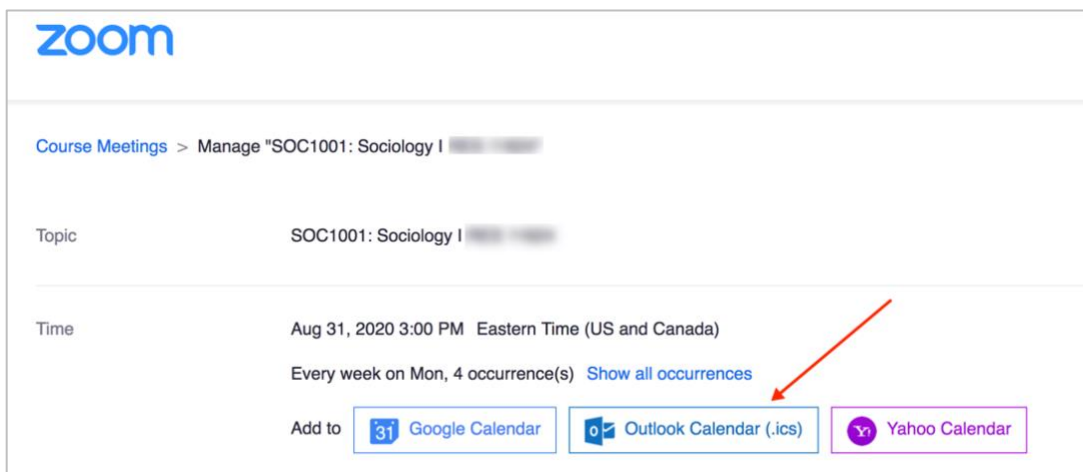 zoom
Course Meetings > Manage "SOC1001: Sociology I
Topic SOC1001: Sociology I
Time Aug 31, 2020 3:00 PM Eastern Time (US and Canada)
Every week on Mon, 4 occurrence(s) Show all occurrences
Add to 31 Google Calendar Outlook Calendar (.ics) Yahoo Calendar